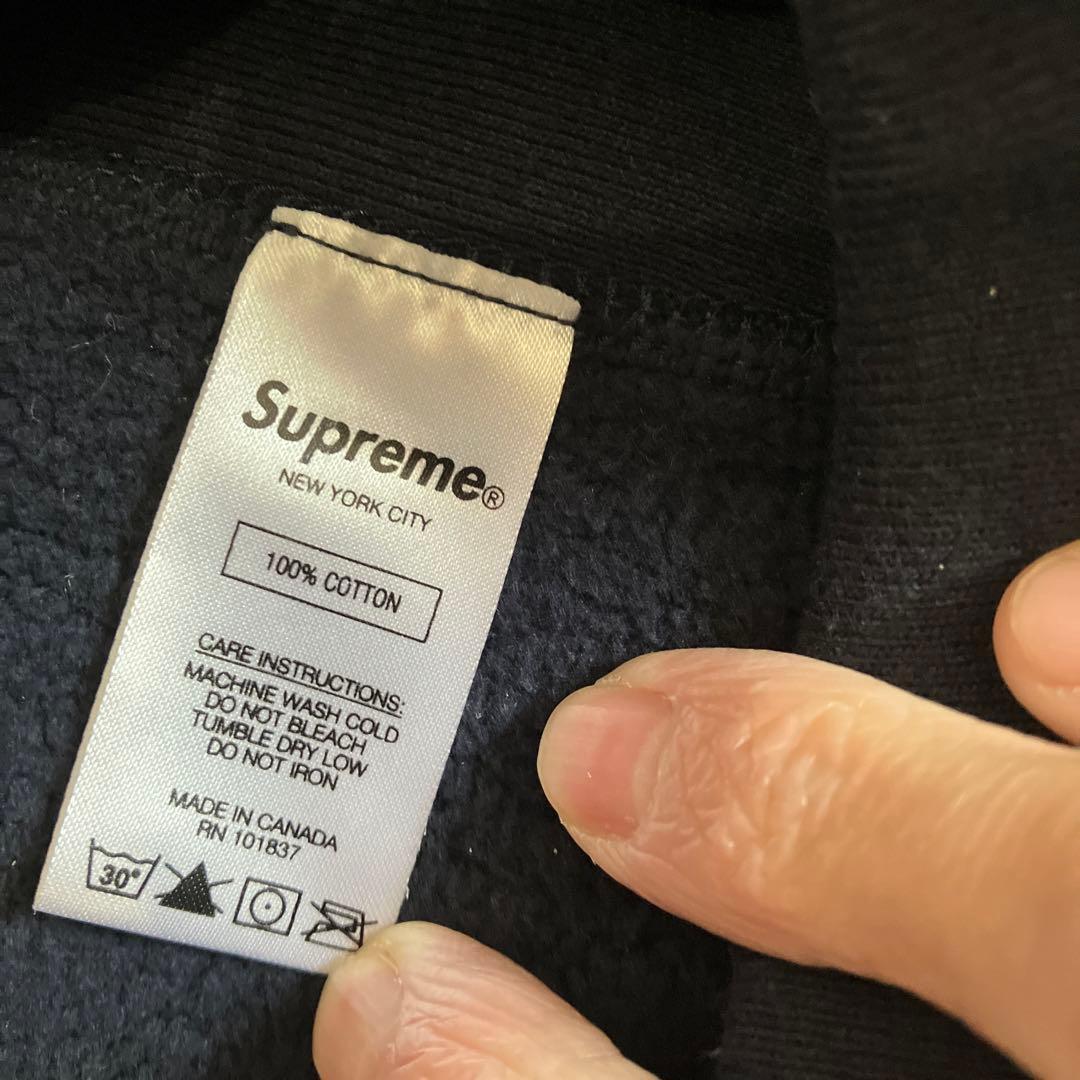 Supreme®
NEW YORK CITY
100% COTTON
CARE INSTRUCTIONS:
MACHINE WASH COLD
DO NOT BLEACH
TUMBLE DRY LOW
DO NOT IRON
MADE IN CANADA
RN 101837
30°